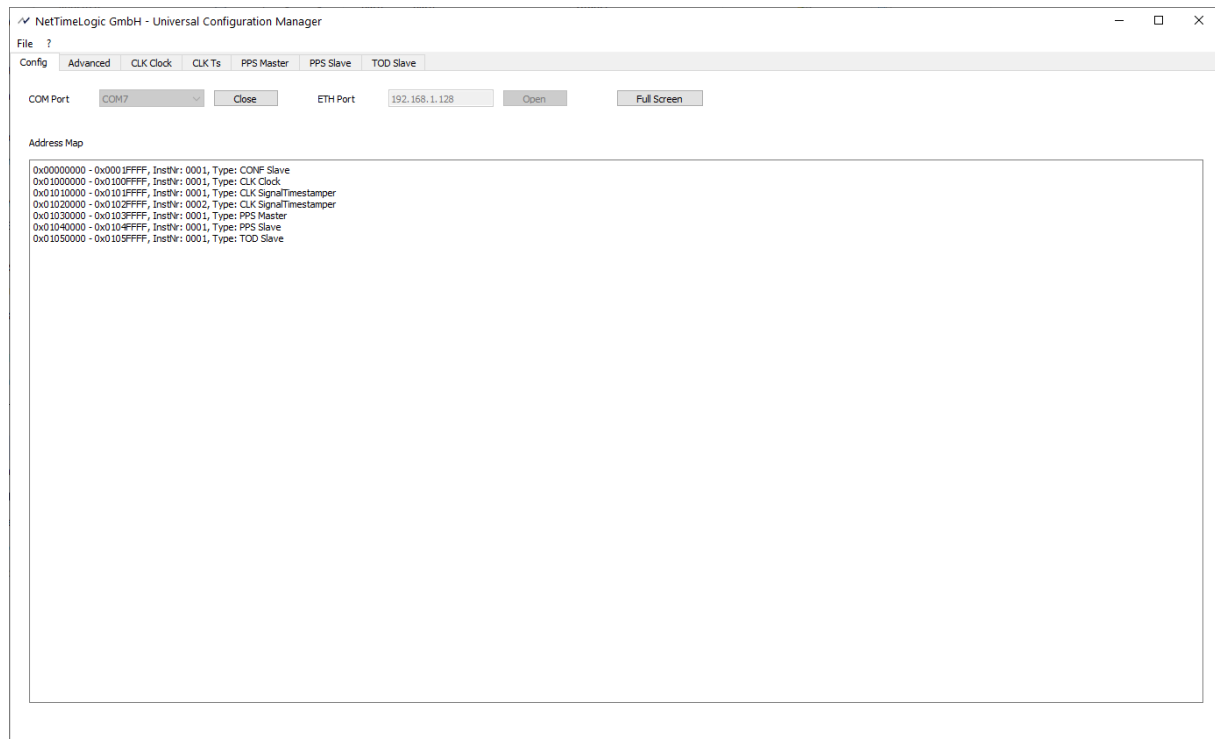 NetTimeLogic GmbH - Universal Configuration Manager
File ?
Config Advanced CLK Clock CLK Ts PPS Master PPS Slave TOD Slave
COM Port COM7 Close ETH Port 192.168.1.128 Open Full Screen
Address Map
0x00000000 - 0x0001FFFF, InstNr: 0001, Type: CONF Slave
0x01000000 - 0x0100FFFF, InstNr: 0001, Type: CLK Clock
0x01010000 - 0x0101FFFF, InstNr: 0001, Type: CLK SignalTimestamper
0x01020000 - 0x0102FFFF, InstNr: 0002, Type: CLK SignalTimestamper
0x01030000 - 0x0103FFFF, InstNr: 0001, Type: PPS Master
0x01040000 - 0x0104FFFF, InstNr: 0001, Type: PPS Slave
0x01050000 - 0x0105FFFF, InstNr: 0001, Type: TOD Slave